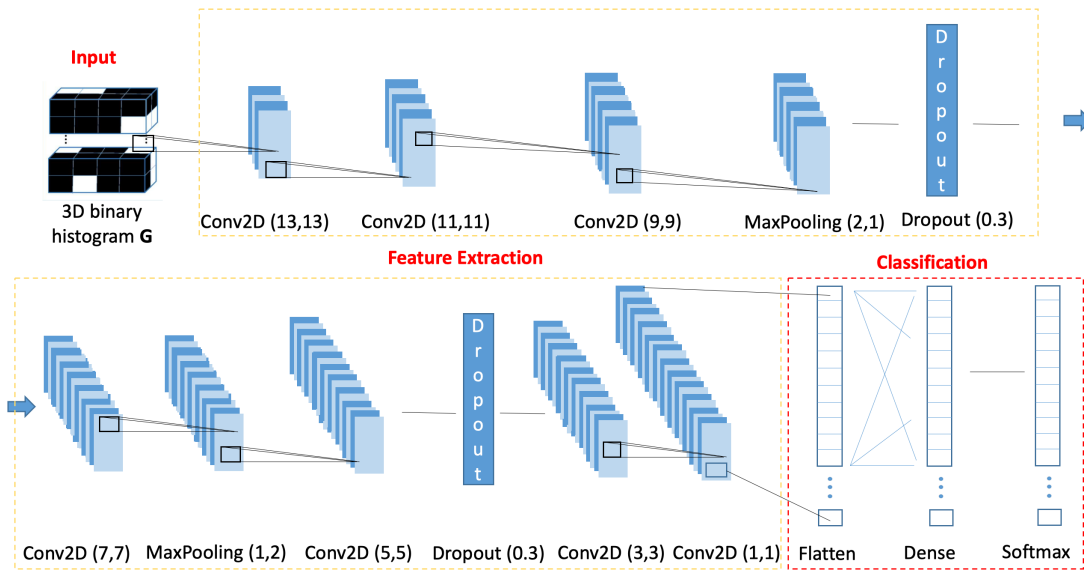 Input
3D binary
histogram G
Conv2D (13,13)
Conv2D (11,11)
Conv2D (9,9)
MaxPooling (2,1)
Dropout
Dropout (0.3)
Feature Extraction
Classification
Conv2D (7,7)
MaxPooling (1,2)
Conv2D (5,5)
Dropout
Dropout (0.3)
Conv2D (3,3)
Conv2D (1,1)
Flatten
Dense
Softmax